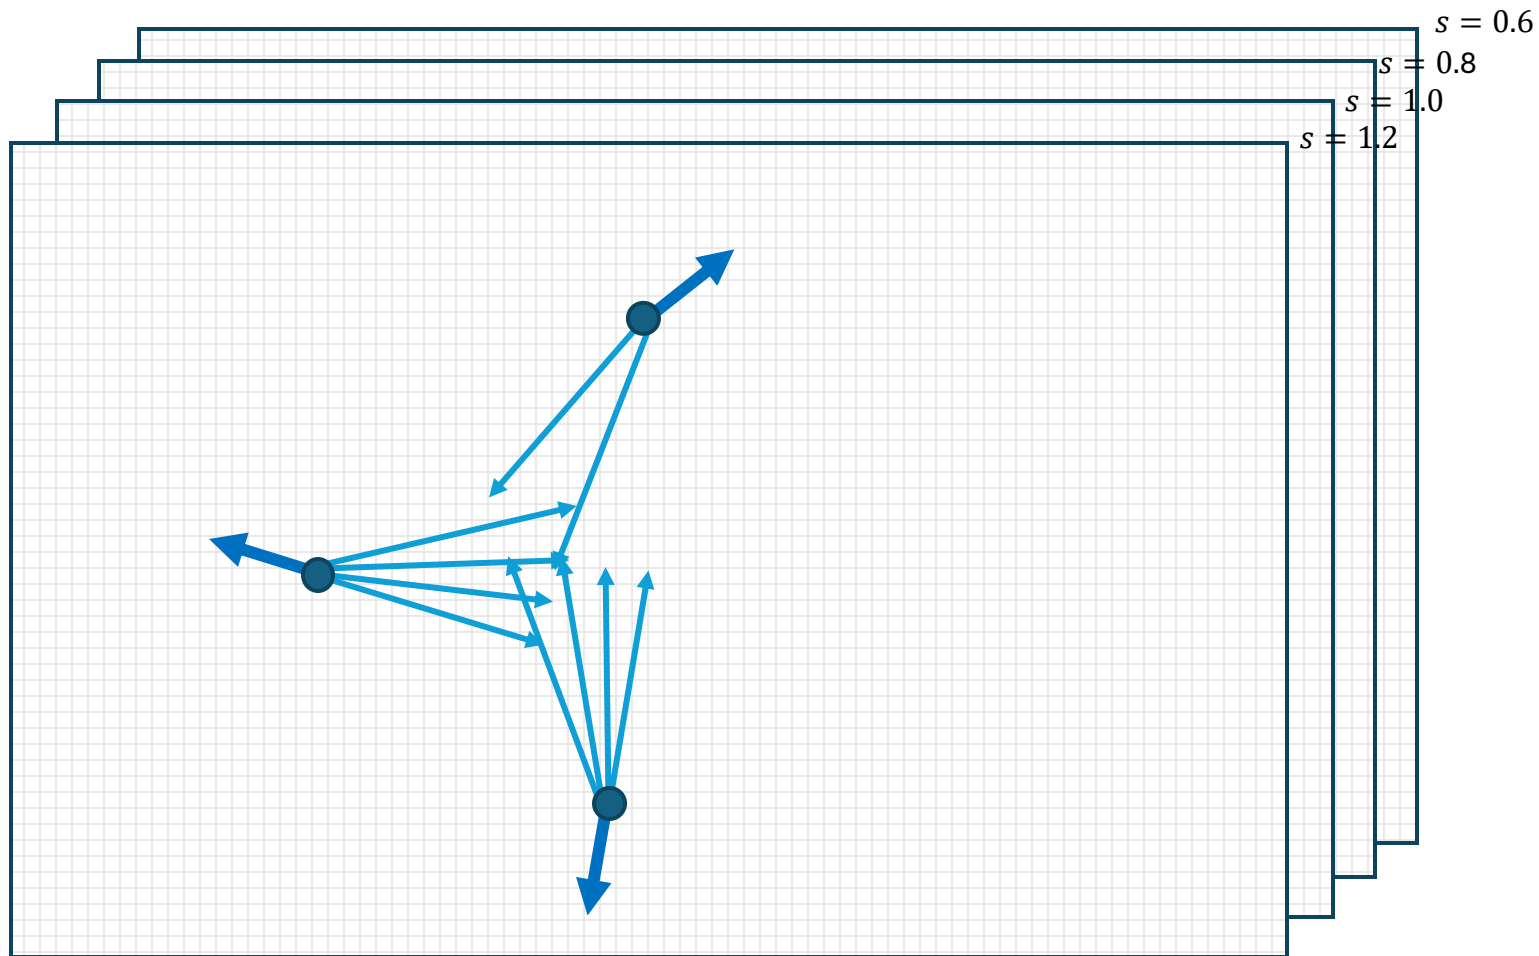 s = 0.6
s = 0.8
s = 1.0
s = 1.2